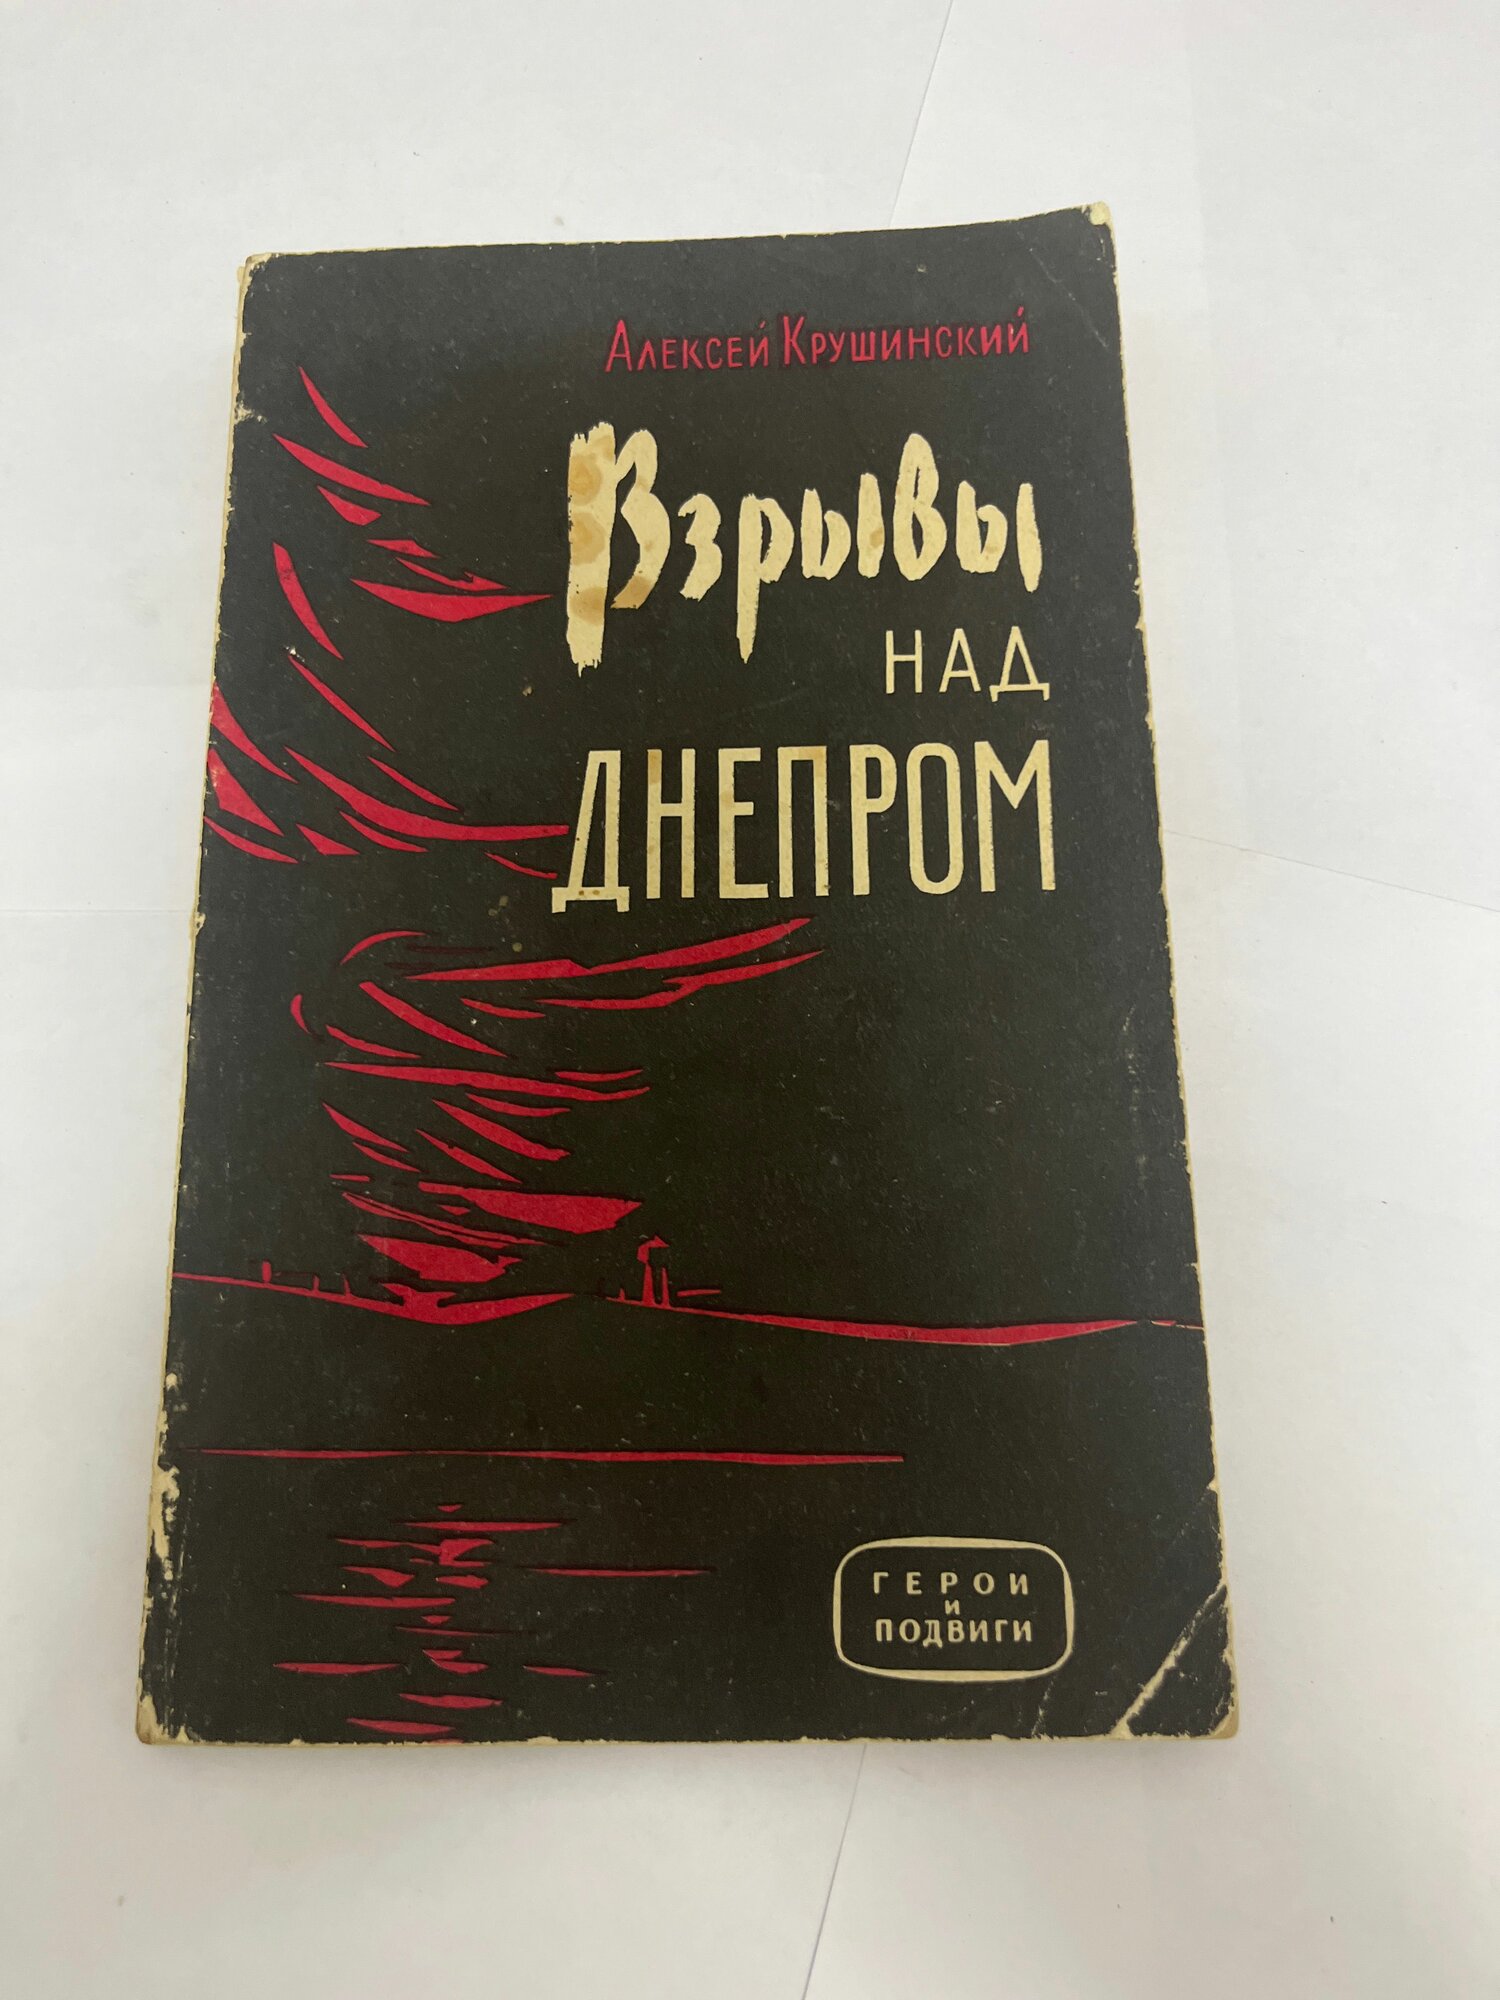 Алексей Крушинский
Взрывы
НАД
ДНЕПРОМ
ГЕРОИ
И
ПОДВИГИ